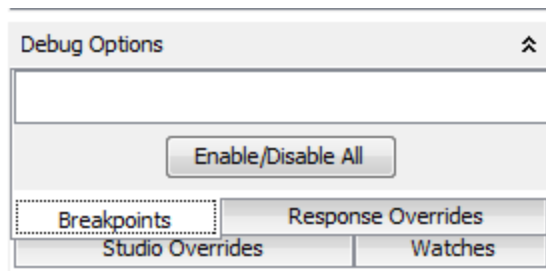 Debug Options
Enable/Disable All
Breakpoints Response Overrides
Studio Overrides Watches